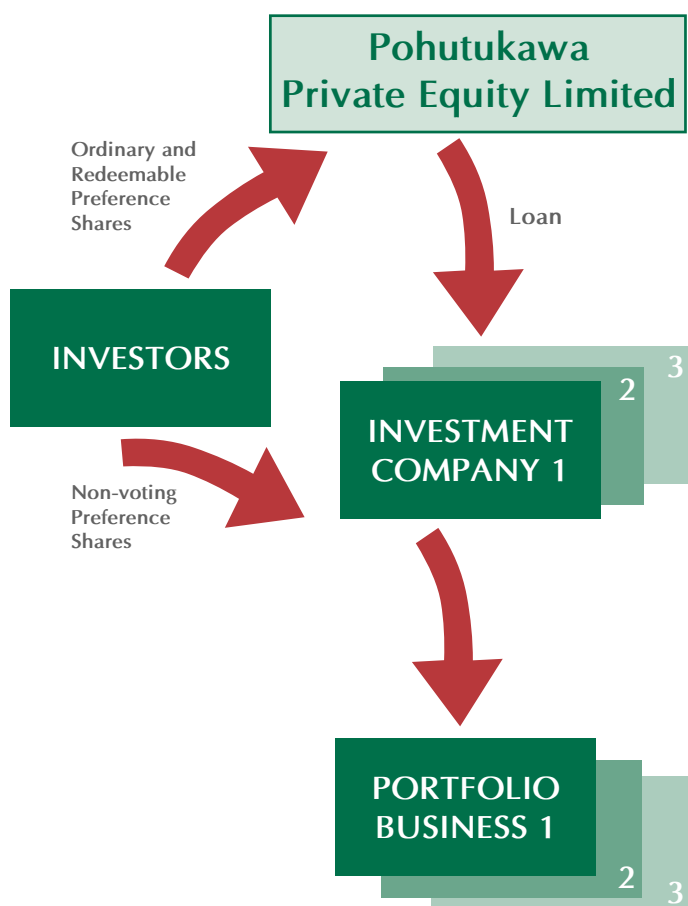 Pohutukawa
Private Equity Limited
Ordinary and
Redeemable
Preference
Shares
Loan
INVESTORS
3
2
INVESTMENT
COMPANY 1
Non-voting
Preference
Shares
PORTFOLIO
BUSINESS 1
2
3